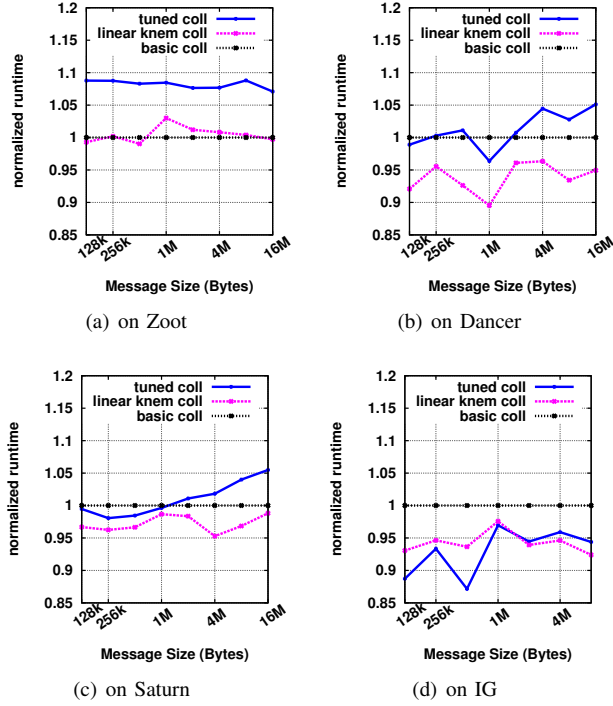 1.2
tuned coll
linear knem coll
basic coll
1.15
1.1
1.05
1
0.95
0.9
0.85
normalized runtime
128k
256k
1M
4M
16M
Message Size (Bytes)
(a) on Zoot
1.2
tuned coll
linear knem coll
basic coll
1.15
1.1
1.05
1
0.95
0.9
0.85
normalized runtime
128k
256k
1M
4M
16M
Message Size (Bytes)
(b) on Dancer
1.2
tuned coll
linear knem coll
basic coll
1.15
1.1
1.05
1
0.95
0.9
0.85
normalized runtime
128k
256k
1M
4M
16M
Message Size (Bytes)
(c) on Saturn
1.2
tuned coll
linear knem coll
basic coll
1.15
1.1
1.05
1
0.95
0.9
0.85
normalized runtime
128k
256k
1M
4M
Message Size (Bytes)
(d) on IG